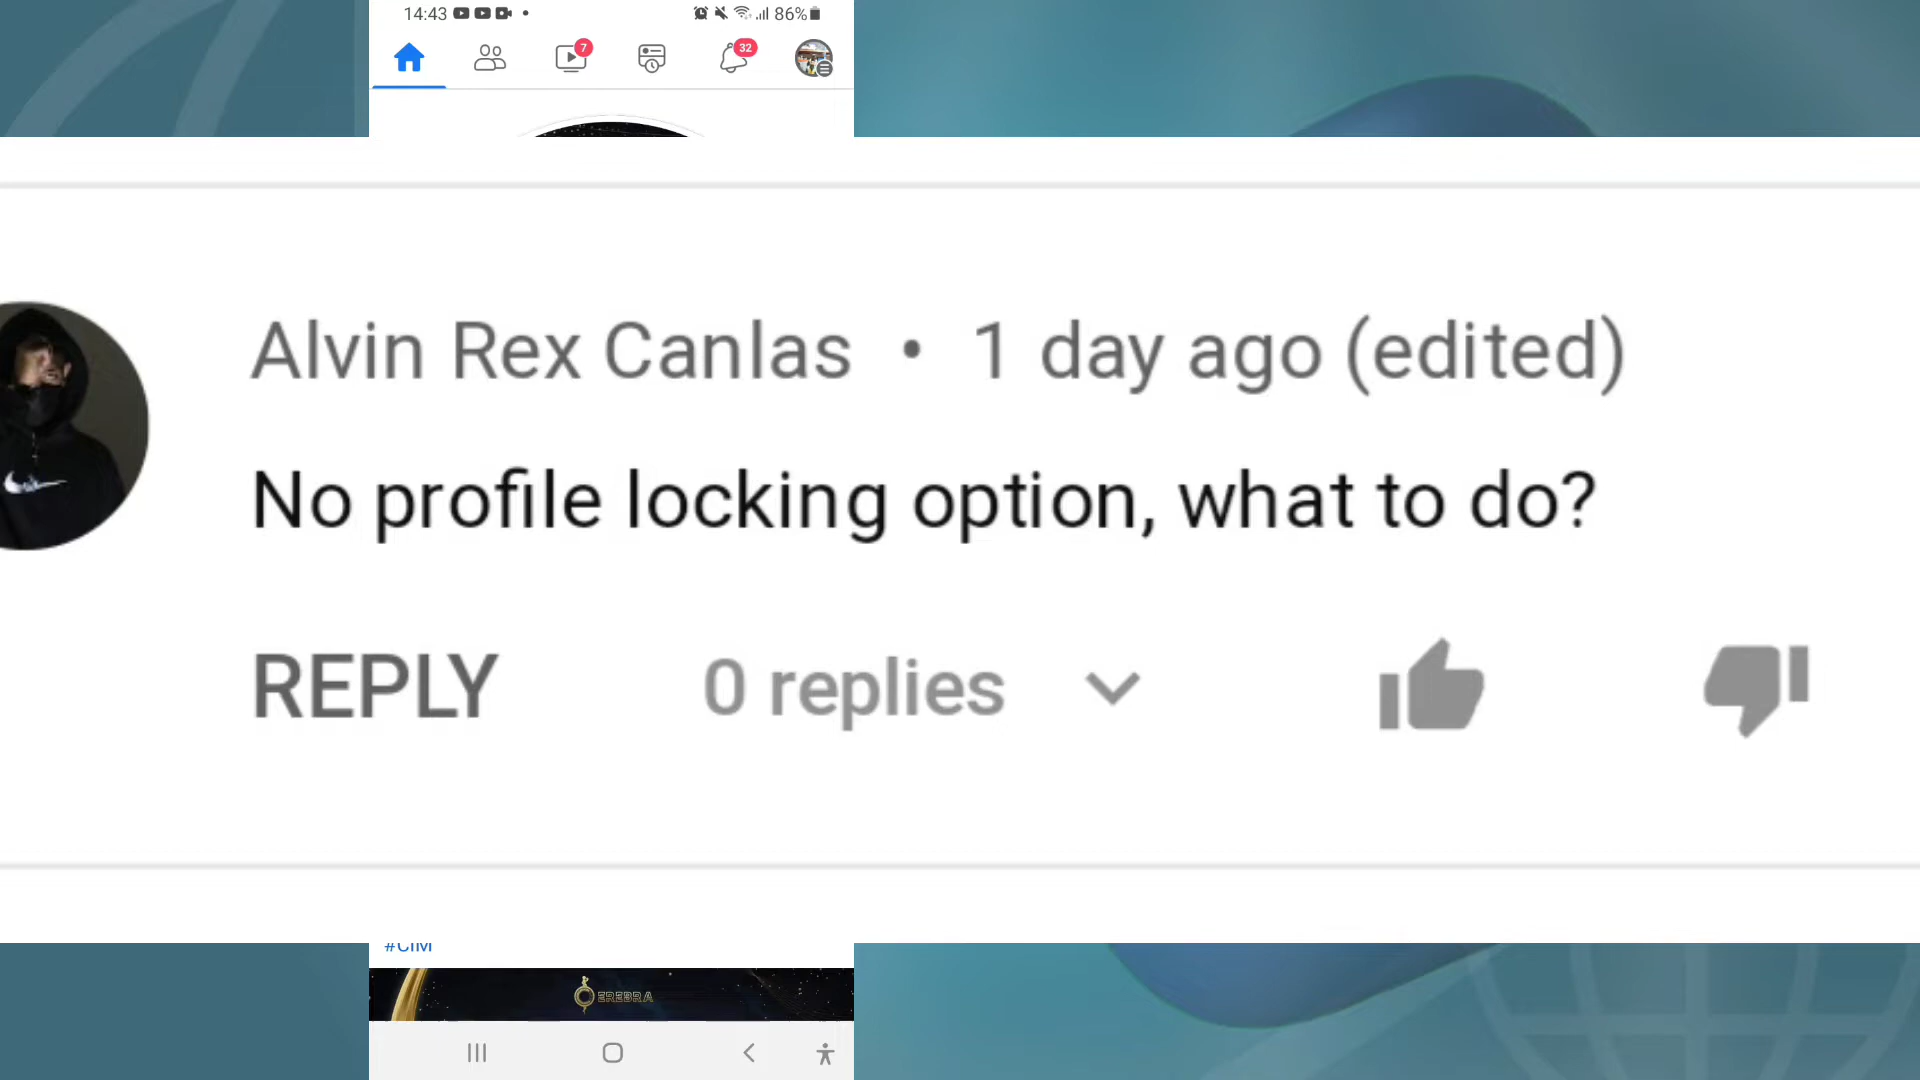 14:43
86%
7
32
Alvin Rex Canlas • 1 day ago (edited)
No profile locking option, what to do?
REPLY
0 replies
#CIM
EREBRA